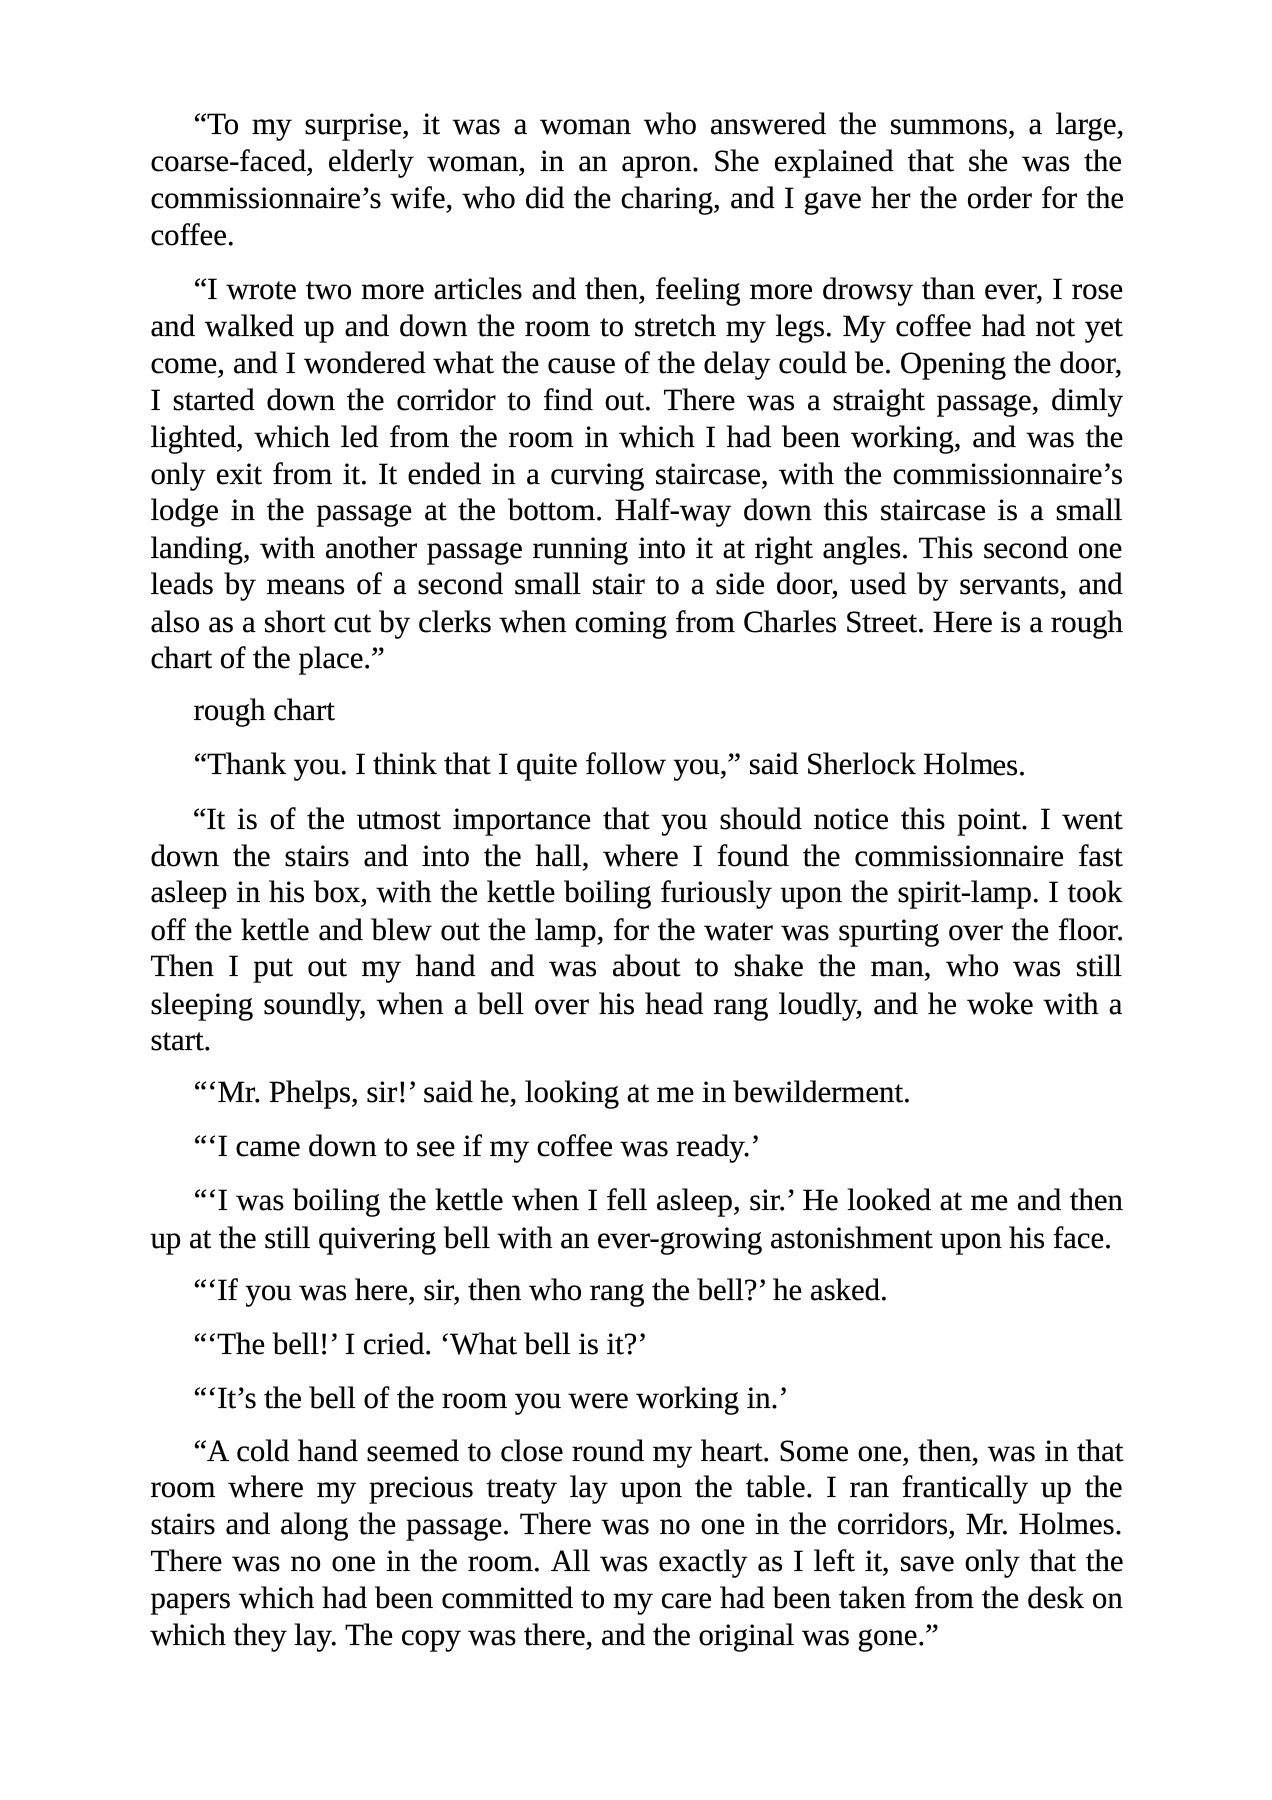 “To my surprise, it was a woman who answered the summons, a large,
coarse-faced, elderly woman, in an apron. She explained that she was the
commissionnaire’s wife, who did the charing, and I gave her the order for the
coffee.
“I wrote two more articles and then, feeling more drowsy than ever, I rose
and walked up and down the room to stretch my legs. My coffee had not yet
come, and I wondered what the cause of the delay could be. Opening the door,
I started down the corridor to find out. There was a straight passage, dimly
lighted, which led from the room in which I had been working, and was the
only exit from it. It ended in a curving staircase, with the commissionnaire’s
lodge in the passage at the bottom. Half-way down this staircase is a small
landing, with another passage running into it at right angles. This second one
leads by means of a second small stair to a side door, used by servants, and
also as a short cut by clerks when coming from Charles Street. Here is a rough
chart of the place.”
rough chart
“Thank you. I think that I quite follow you,” said Sherlock Holmes.
“It is of the utmost importance that you should notice this point. I went
down the stairs and into the hall, where I found the commissionnaire fast
asleep in his box, with the kettle boiling furiously upon the spirit-lamp. I took
off the kettle and blew out the lamp, for the water was spurting over the floor.
Then I put out my hand and was about to shake the man, who was still
sleeping soundly, when a bell over his head rang loudly, and he woke with a
start.
“‘Mr. Phelps, sir!’ said he, looking at me in bewilderment.
“‘I came down to see if my coffee was ready.’
“‘I was boiling the kettle when I fell asleep, sir.’ He looked at me and then
up at the still quivering bell with an ever-growing astonishment upon his face.
“‘If you was here, sir, then who rang the bell?’ he asked.
“‘The bell!’ I cried. ‘What bell is it?’
“‘It’s the bell of the room you were working in.’
“A cold hand seemed to close round my heart. Some one, then, was in that
room where my precious treaty lay upon the table. I ran frantically up the
stairs and along the passage. There was no one in the corridors, Mr. Holmes.
There was no one in the room. All was exactly as I left it, save only that the
papers which had been committed to my care had been taken from the desk on
which they lay. The copy was there, and the original was gone.”